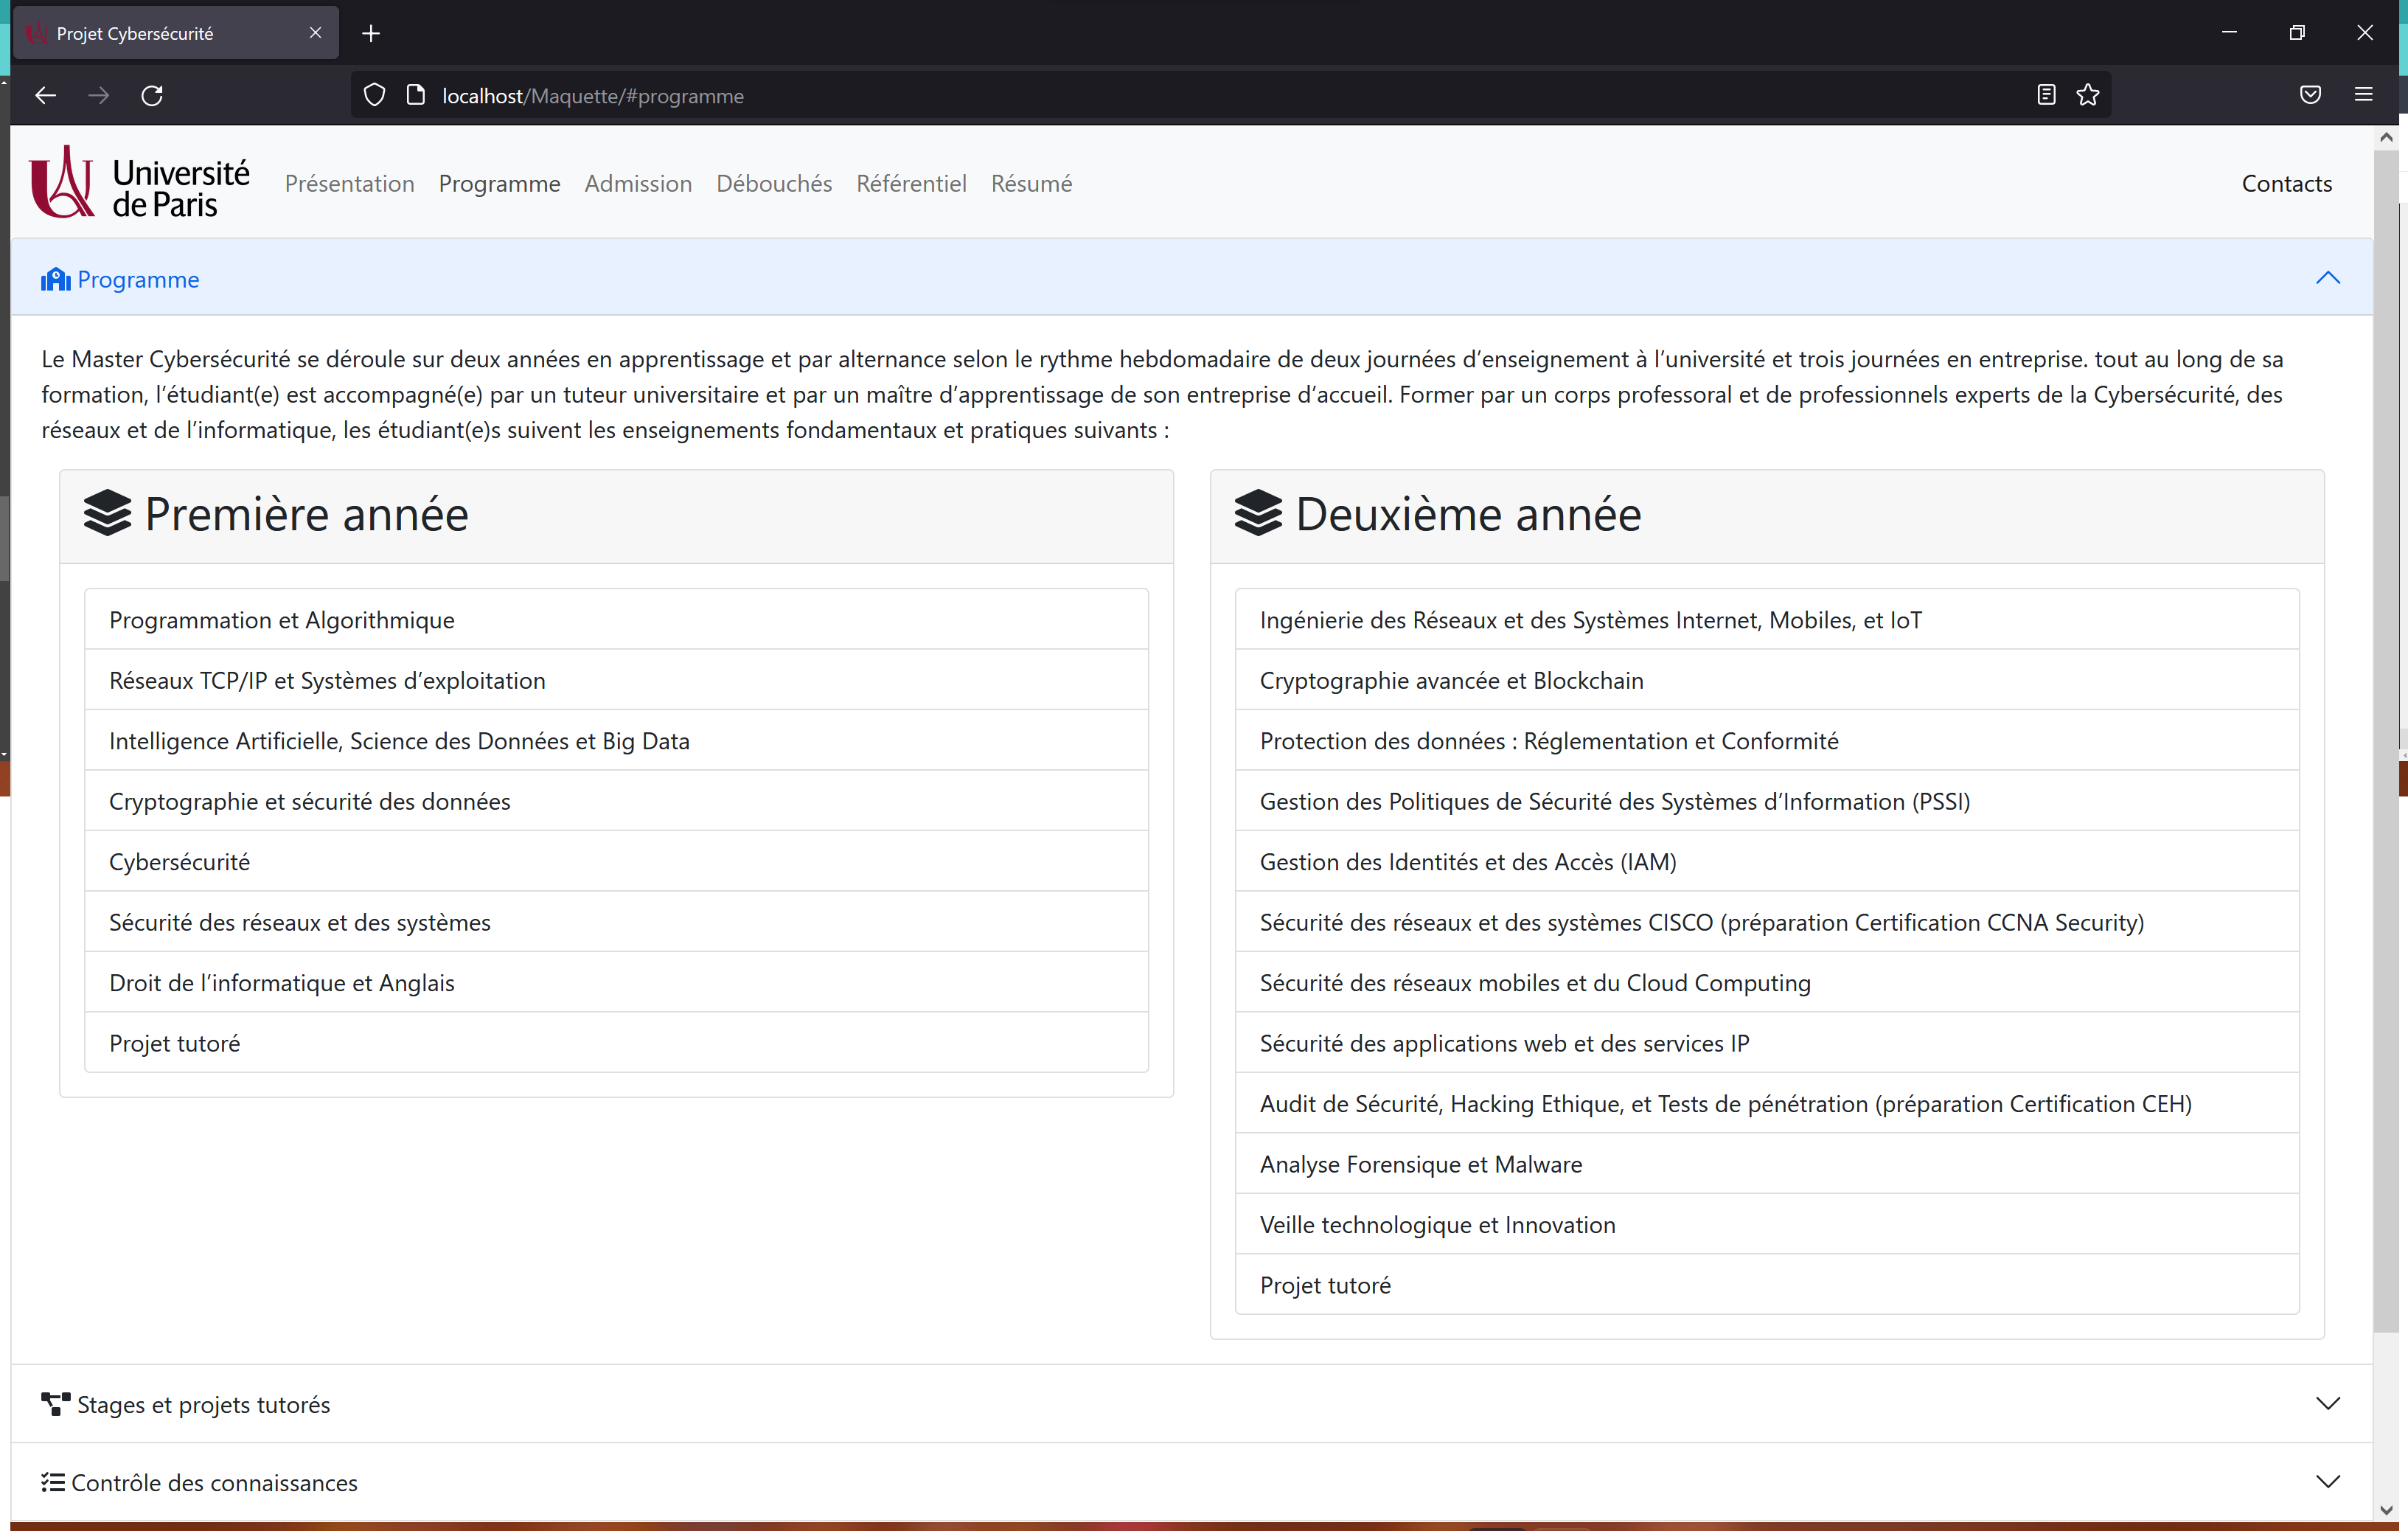 Projet Cybersécurité
localhost/Maquette/#programme
Université
de Paris
Présentation Programme Admission Débouchés Référentiel Résumé Contacts
Programme
Le Master Cybersécurité se déroule sur deux années en apprentissage et par alternance selon le rythme hebdomadaire de deux journées d’enseignement à l’université et trois journées en entreprise. tout au long de sa
formation, l’étudiant(e) est accompagné(e) par un tuteur universitaire et par un maître d’apprentissage de son entreprise d’accueil. Former par un corps professoral et de professionnels experts de la Cybersécurité, des
réseaux et de l’informatique, les étudiant(e)s suivent les enseignements fondamentaux et pratiques suivants :
Première année
Programmation et Algorithmique
Réseaux TCP/IP et Systèmes d’exploitation
Intelligence Artificielle, Science des Données et Big Data
Cryptographie et sécurité des données
Cybersécurité
Sécurité des réseaux et des systèmes
Droit de l’informatique et Anglais
Projet tutoré
Deuxième année
Ingénierie des Réseaux et des Systèmes Internet, Mobiles, et IoT
Cryptographie avancée et Blockchain
Protection des données : Réglementation et Conformité
Gestion des Politiques de Sécurité des Systèmes d’Information (PSSI)
Gestion des Identités et des Accès (IAM)
Sécurité des réseaux et des systèmes CISCO (préparation Certification CCNA Security)
Sécurité des réseaux mobiles et du Cloud Computing
Sécurité des applications web et des services IP
Audit de Sécurité, Hacking Ethique, et Tests de pénétration (préparation Certification CEH)
Analyse Forensique et Malware
Veille technologique et Innovation
Projet tutoré
Stages et projets tutorés
Contrôle des connaissances